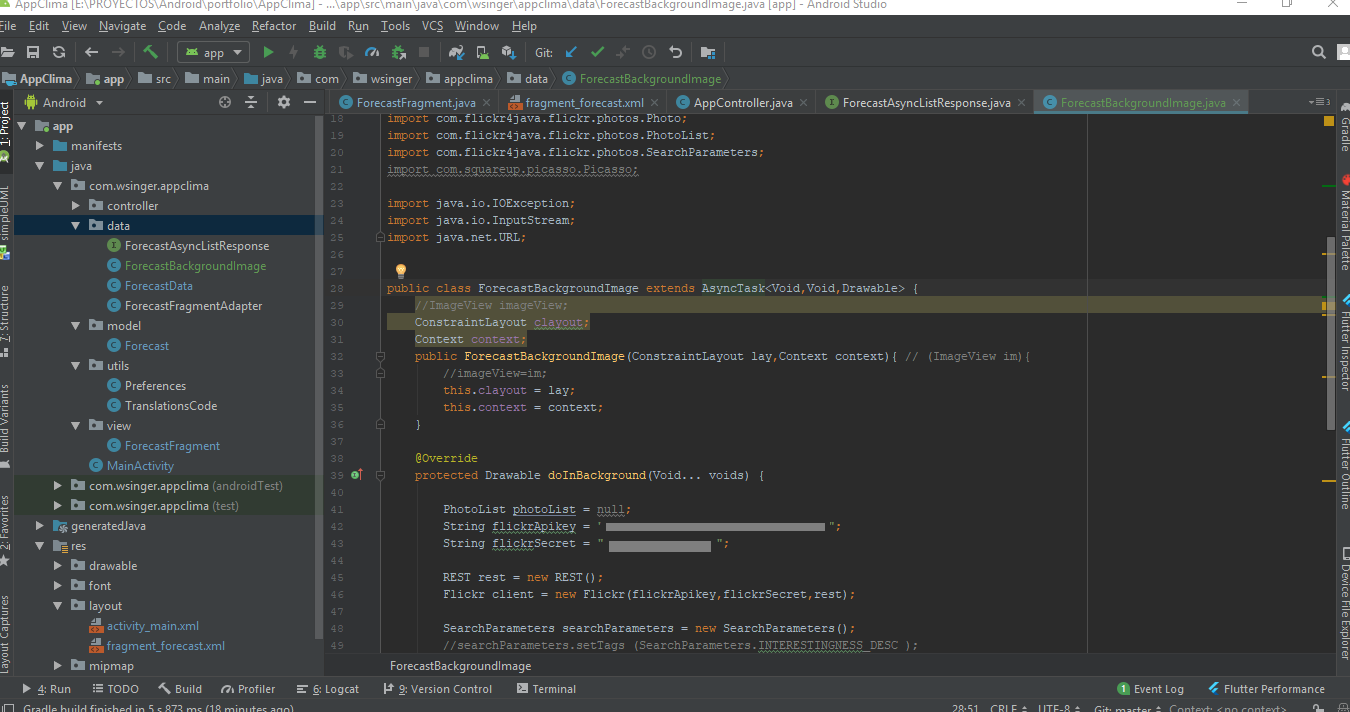 AppClima [E:\PROYECTOS\Android\portfolio\AppClima] - ...\app\src\main\java\com\wsinger\appclima\data\ForecastBackgroundImage.java [app] - Android Studio
File Edit View Navigate Code Analyze Refactor Build Run Tools VCS Window Help
app Git:
AppClima app src main java com wsinger appclima data ForecastBackgroundImage
Android
ForecastFragment.java fragment_forecast.xml AppController.java ForecastAsyncListResponse.java ForecastBackgroundImage.java
3
1: Project
simpleUML
7: Structure
Build Variants
2: Favorites
Layout Captures
app
manifests
java
com.wsinger.appclima
controller
data
ForecastAsyncListResponse
ForecastBackgroundImage
ForecastData
ForecastFragmentAdapter
model
Forecast
utils
Preferences
TranslationsCode
view
ForecastFragment
MainActivity
com.wsinger.appclima (androidTest)
com.wsinger.appclima (test)
generatedJava
res
drawable
font
layout
activity_main.xml
fragment_forecast.xml
mipmap
18 import com.flickr4java.flickr.photos.Photo;
19 import com.flickr4java.flickr.photos.PhotoList;
20 import com.flickr4java.flickr.photos.SearchParameters;
21 import com.squareup.picasso.Picasso;
22
23 import java.io.IOException;
24 import java.io.InputStream;
25 import java.net.URL;
26
27
28 public class ForecastBackgroundImage extends AsyncTask<Void,Void,Drawable> {
29 //ImageView imageView;
30 ConstraintLayout clayout;
31 Context context;
32 public ForecastBackgroundImage(ConstraintLayout lay,Context context){ // (ImageView im){
33 //imageView=im;
34 this.clayout = lay;
35 this.context = context;
36 }
37
38 @Override
39 protected Drawable doInBackground(Void... voids) {
40
41 PhotoList photoList = null;
42 String flickrApikey = " ";
43 String flickrSecret = " ";
44
45 REST rest = new REST();
46 Flickr client = new Flickr(flickrApikey,flickrSecret,rest);
47
48 SearchParameters searchParameters = new SearchParameters();
49 //searchParameters.setTags (SearchParameters.INTERESTINGNESS_DESC );
ForecastBackgroundImage
Gradle
Material Palette
Flutter Inspector
Flutter Outline
Device File Explorer
4: Run TODO Build Profiler 6: Logcat 9: Version Control Terminal 1 Event Log Flutter Performance
Gradle build finished in 5 s 873 ms (18 minutes ago) 28:51 CRLF UTF-8 Git: master Context: <no context>